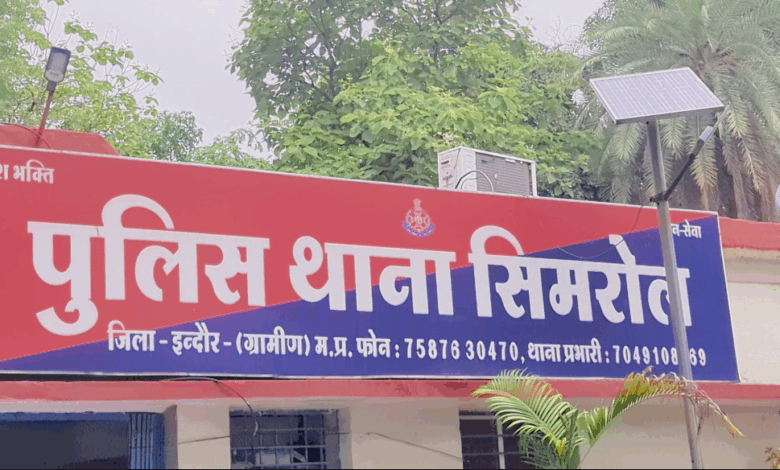 भक्ति
पुलिस थाना सिमरोल
जिला - इन्दौर - (ग्रामीण) म.प्र. फोन : 75876 30470, थाना प्रभारी :